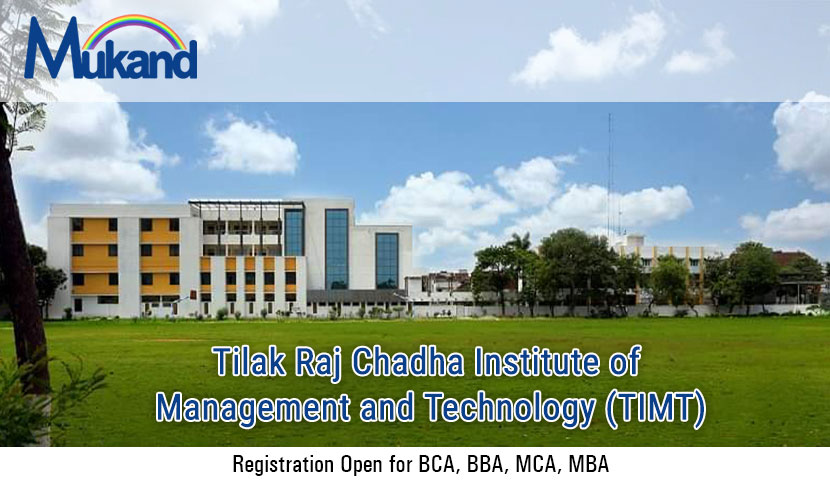 Mukand
Tilak Raj Chadha Institute of
Management and Technology (TIMT)
Registration Open for BCA, BBA, MCA, MBA